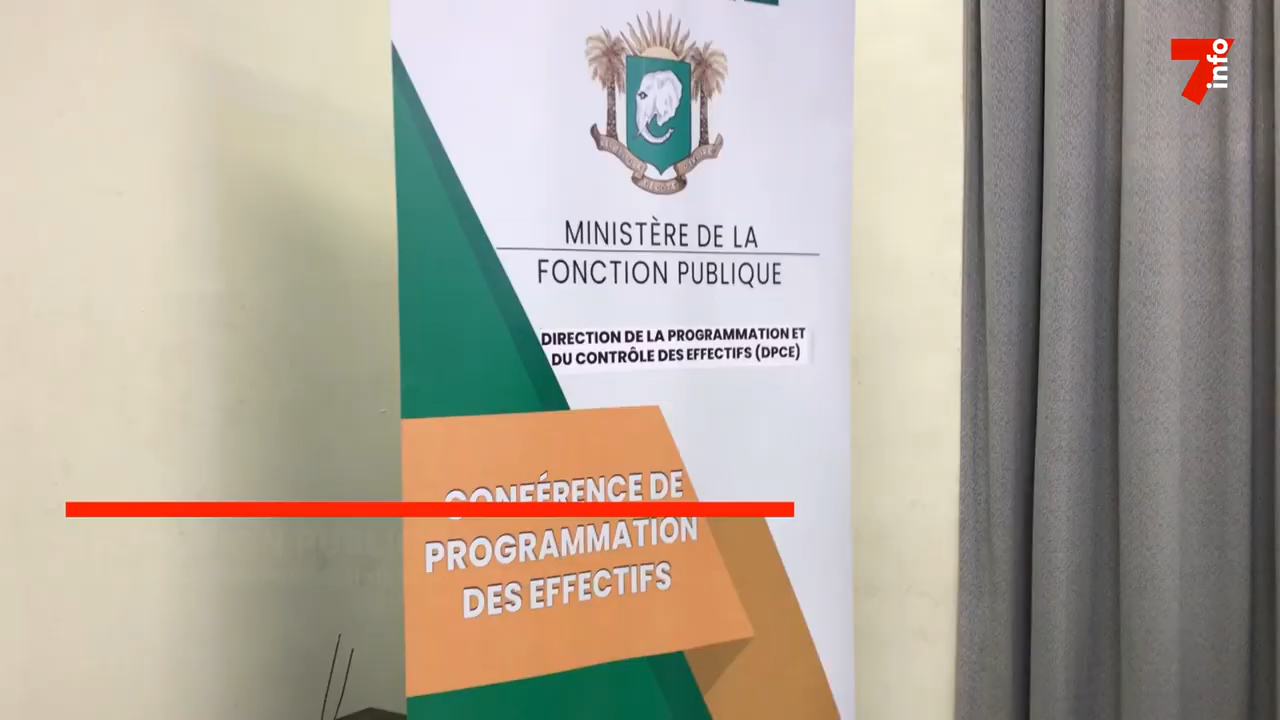 7info
MINISTÈRE DE LA
FONCTION PUBLIQUE
DIRECTION DE LA PROGRAMMATION ET
DU CONTRÔLE DES EFFECTIFS (DPCE)
CONFÉRENCE DE
PROGRAMMATION
DES EFFECTIFS